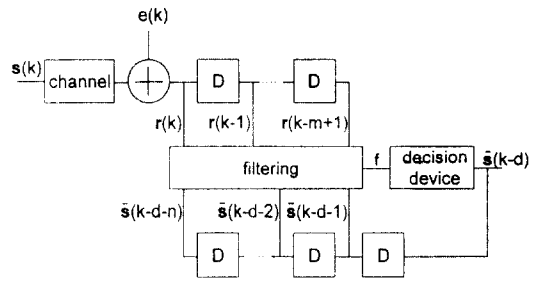 e(k)
s(k)
channel
D
D
r(k)
r(k-1)
r(k-m+1)
filtering
f
decision
device
s̄(k-d)
s̄(k-d-n)
s̄(k-d-2)
s̄(k-d-1)
D
D
D